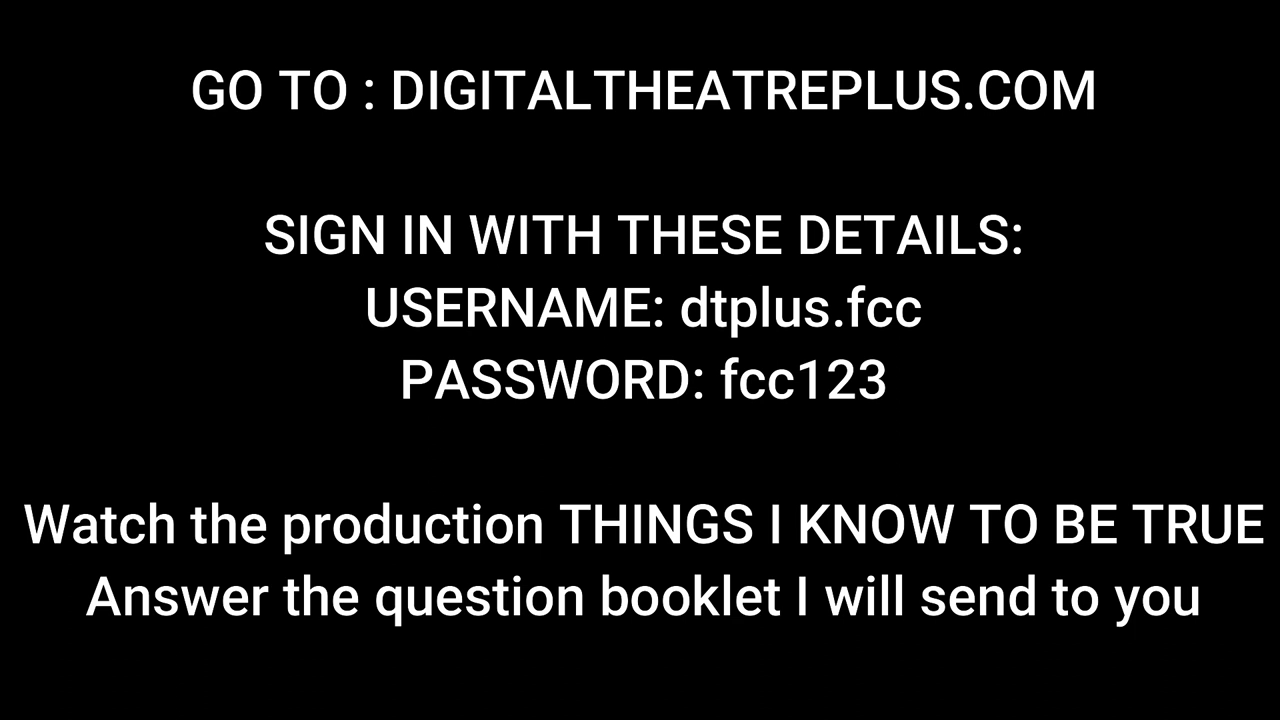 GO TO : DIGITALTHEATREPLUS.COM
SIGN IN WITH THESE DETAILS:
USERNAME: dtplus.fcc
PASSWORD: fcc123
Watch the production THINGS I KNOW TO BE TRUE
Answer the question booklet I will send to you